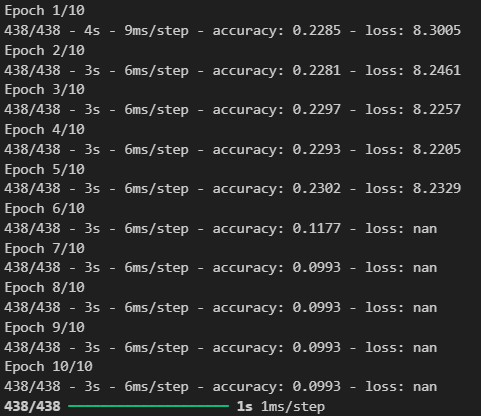 Epoch 1/10
438/438 - 4s - 9ms/step - accuracy: 0.2285 - loss: 8.3005
Epoch 2/10
438/438 - 3s - 6ms/step - accuracy: 0.2281 - loss: 8.2461
Epoch 3/10
438/438 - 3s - 6ms/step - accuracy: 0.2297 - loss: 8.2257
Epoch 4/10
438/438 - 3s - 6ms/step - accuracy: 0.2293 - loss: 8.2205
Epoch 5/10
438/438 - 3s - 6ms/step - accuracy: 0.2302 - loss: 8.2329
Epoch 6/10
438/438 - 3s - 6ms/step - accuracy: 0.1177 - loss: nan
Epoch 7/10
438/438 - 3s - 6ms/step - accuracy: 0.0993 - loss: nan
Epoch 8/10
438/438 - 3s - 6ms/step - accuracy: 0.0993 - loss: nan
Epoch 9/10
438/438 - 3s - 6ms/step - accuracy: 0.0993 - loss: nan
Epoch 10/10
438/438 - 3s - 6ms/step - accuracy: 0.0993 - loss: nan
438/438 ━━━━━━━━━━━━━━━━━━━━ 1s 1ms/step